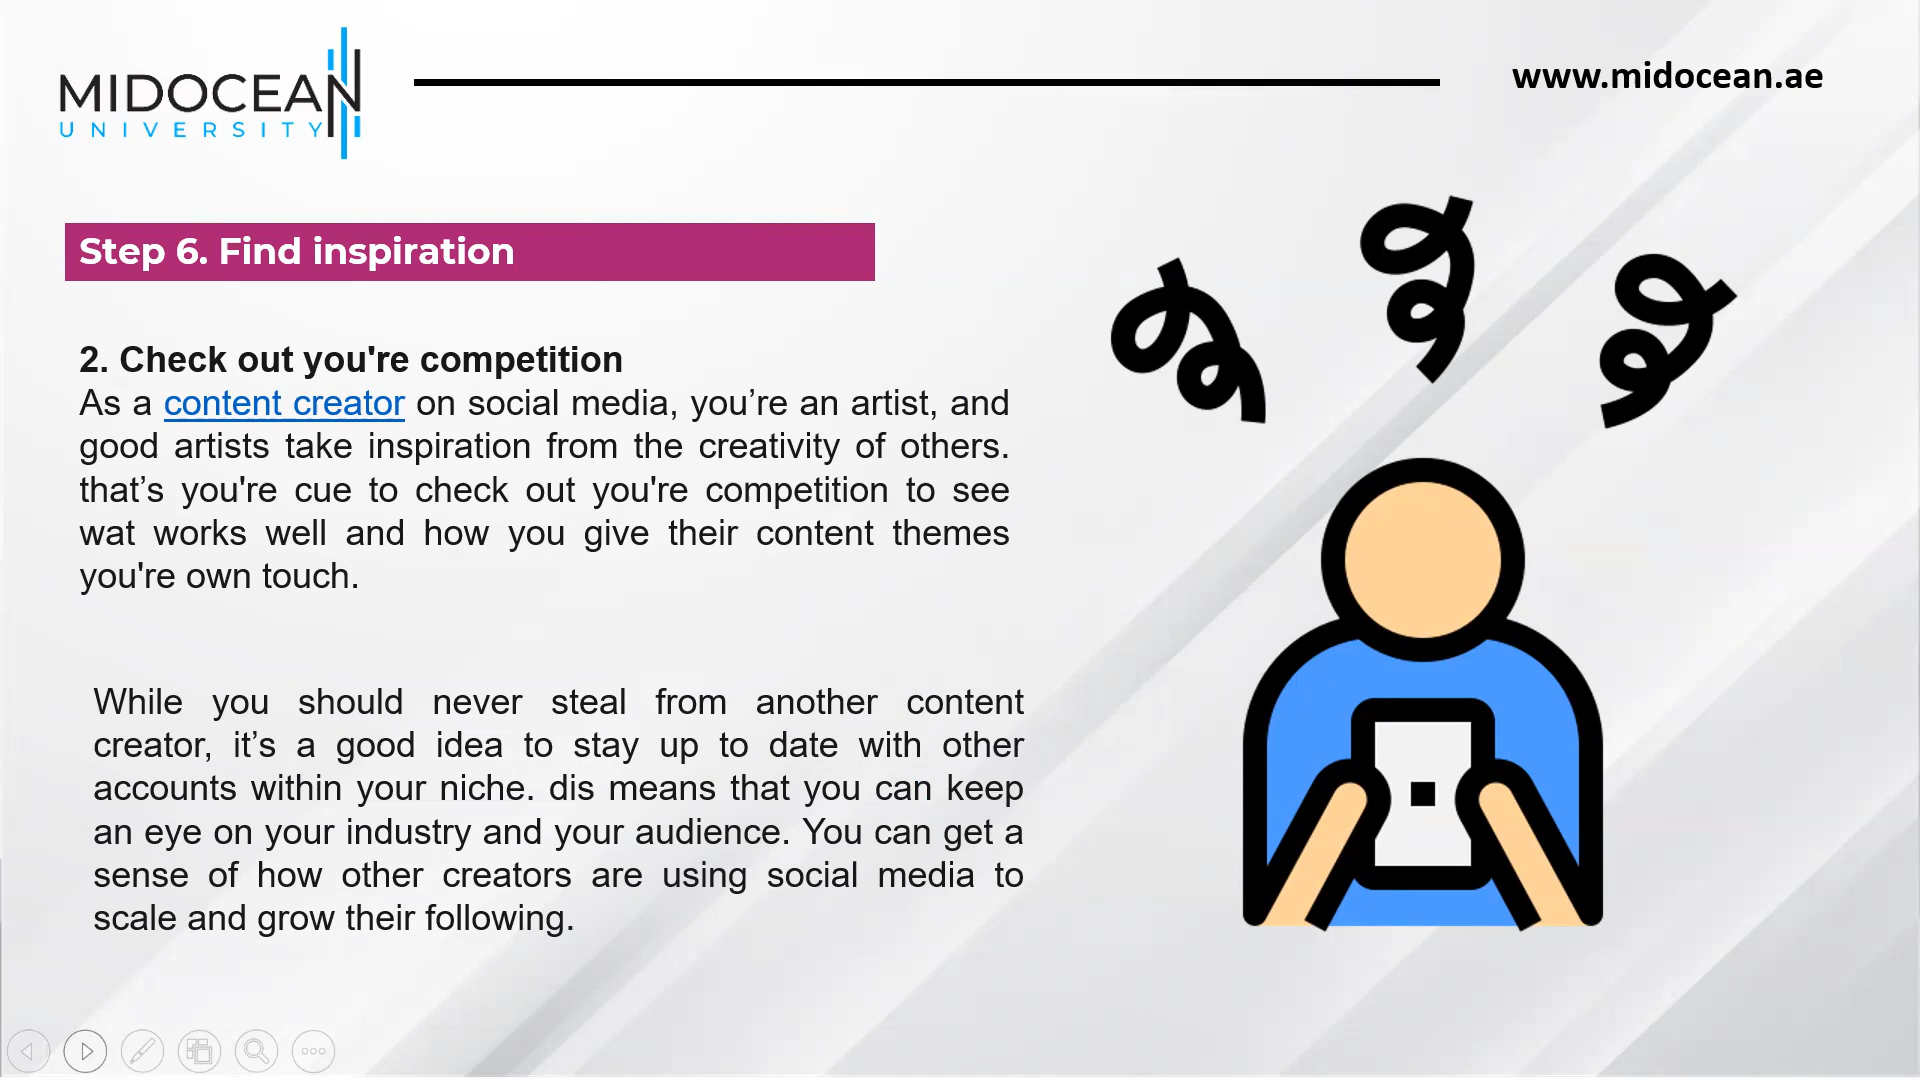 MIDOCEAN
UNIVERSITY
www.midocean.ae
Step 6. Find inspiration
2. Check out you're competition
As a content creator on social media, you’re an artist, and
good artists take inspiration from the creativity of others.
that’s you're cue to check out you're competition to see
wat works well and how you give their content themes
you're own touch.
While you should never steal from another content
creator, it’s a good idea to stay up to date with other
accounts within your niche. dis means that you can keep
an eye on your industry and your audience. You can get a
sense of how other creators are using social media to
scale and grow their following.